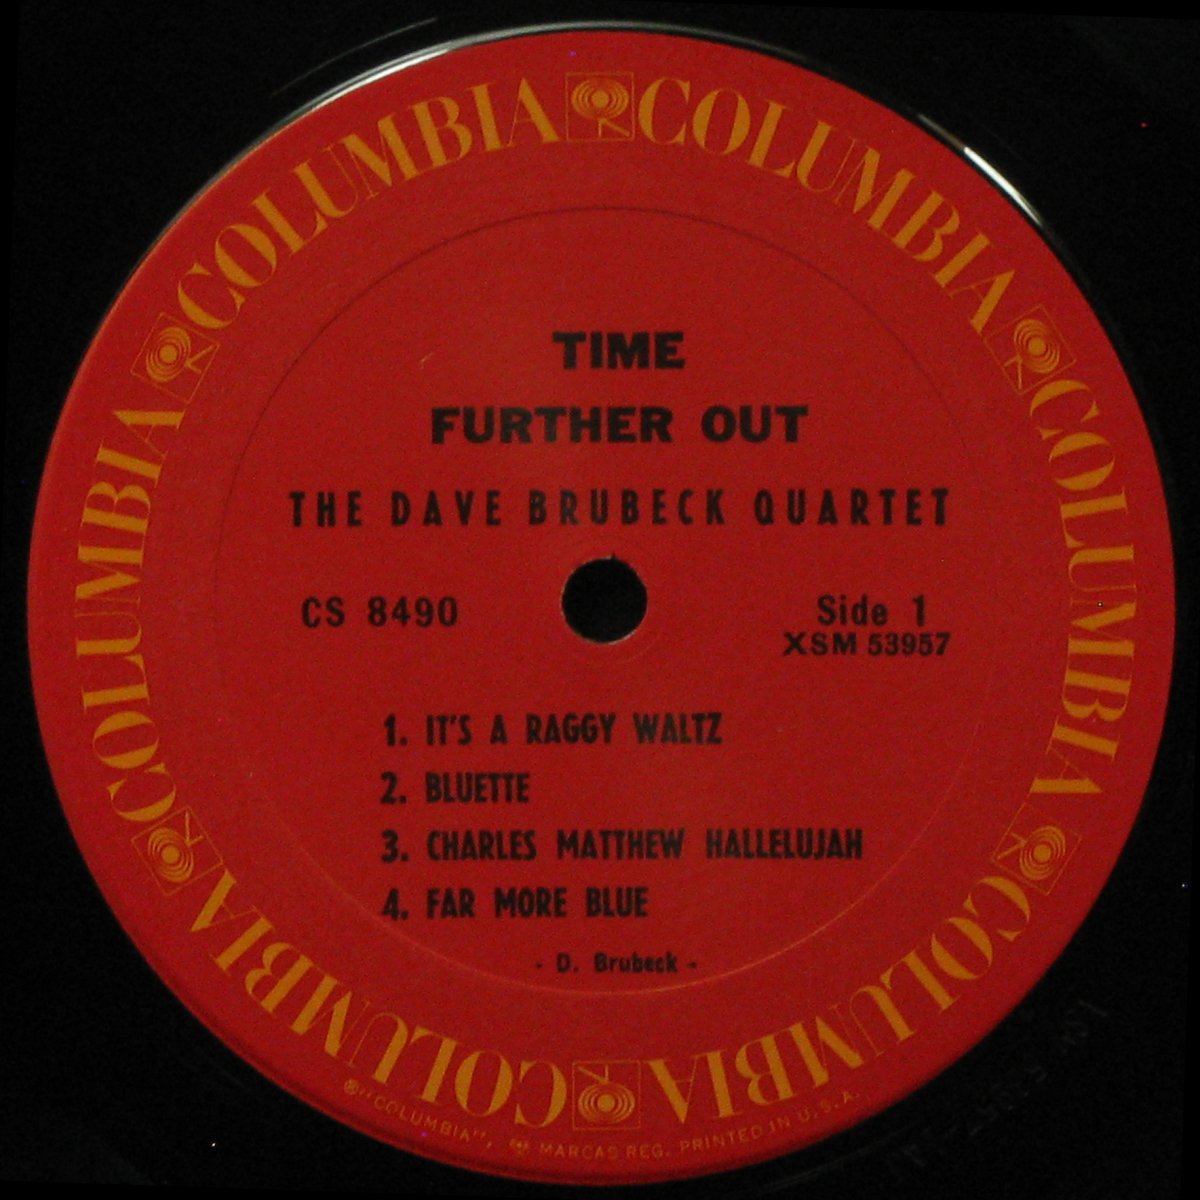 COLUMBIA COLUMBIA COLUMBIA COLUMBIA COLUMBIA COLUMBIA
TIME
FURTHER OUT
THE DAVE BRUBECK QUARTET
CS 8490
Side 1
XSM 53957
1. IT'S A RAGGY WALTZ
2. BLUETTE
3. CHARLES MATTHEW HALLELUJAH
4. FAR MORE BLUE
- D. Brubeck -
®"COLUMBIA", MARCAS REG. PRINTED IN U.S.A.